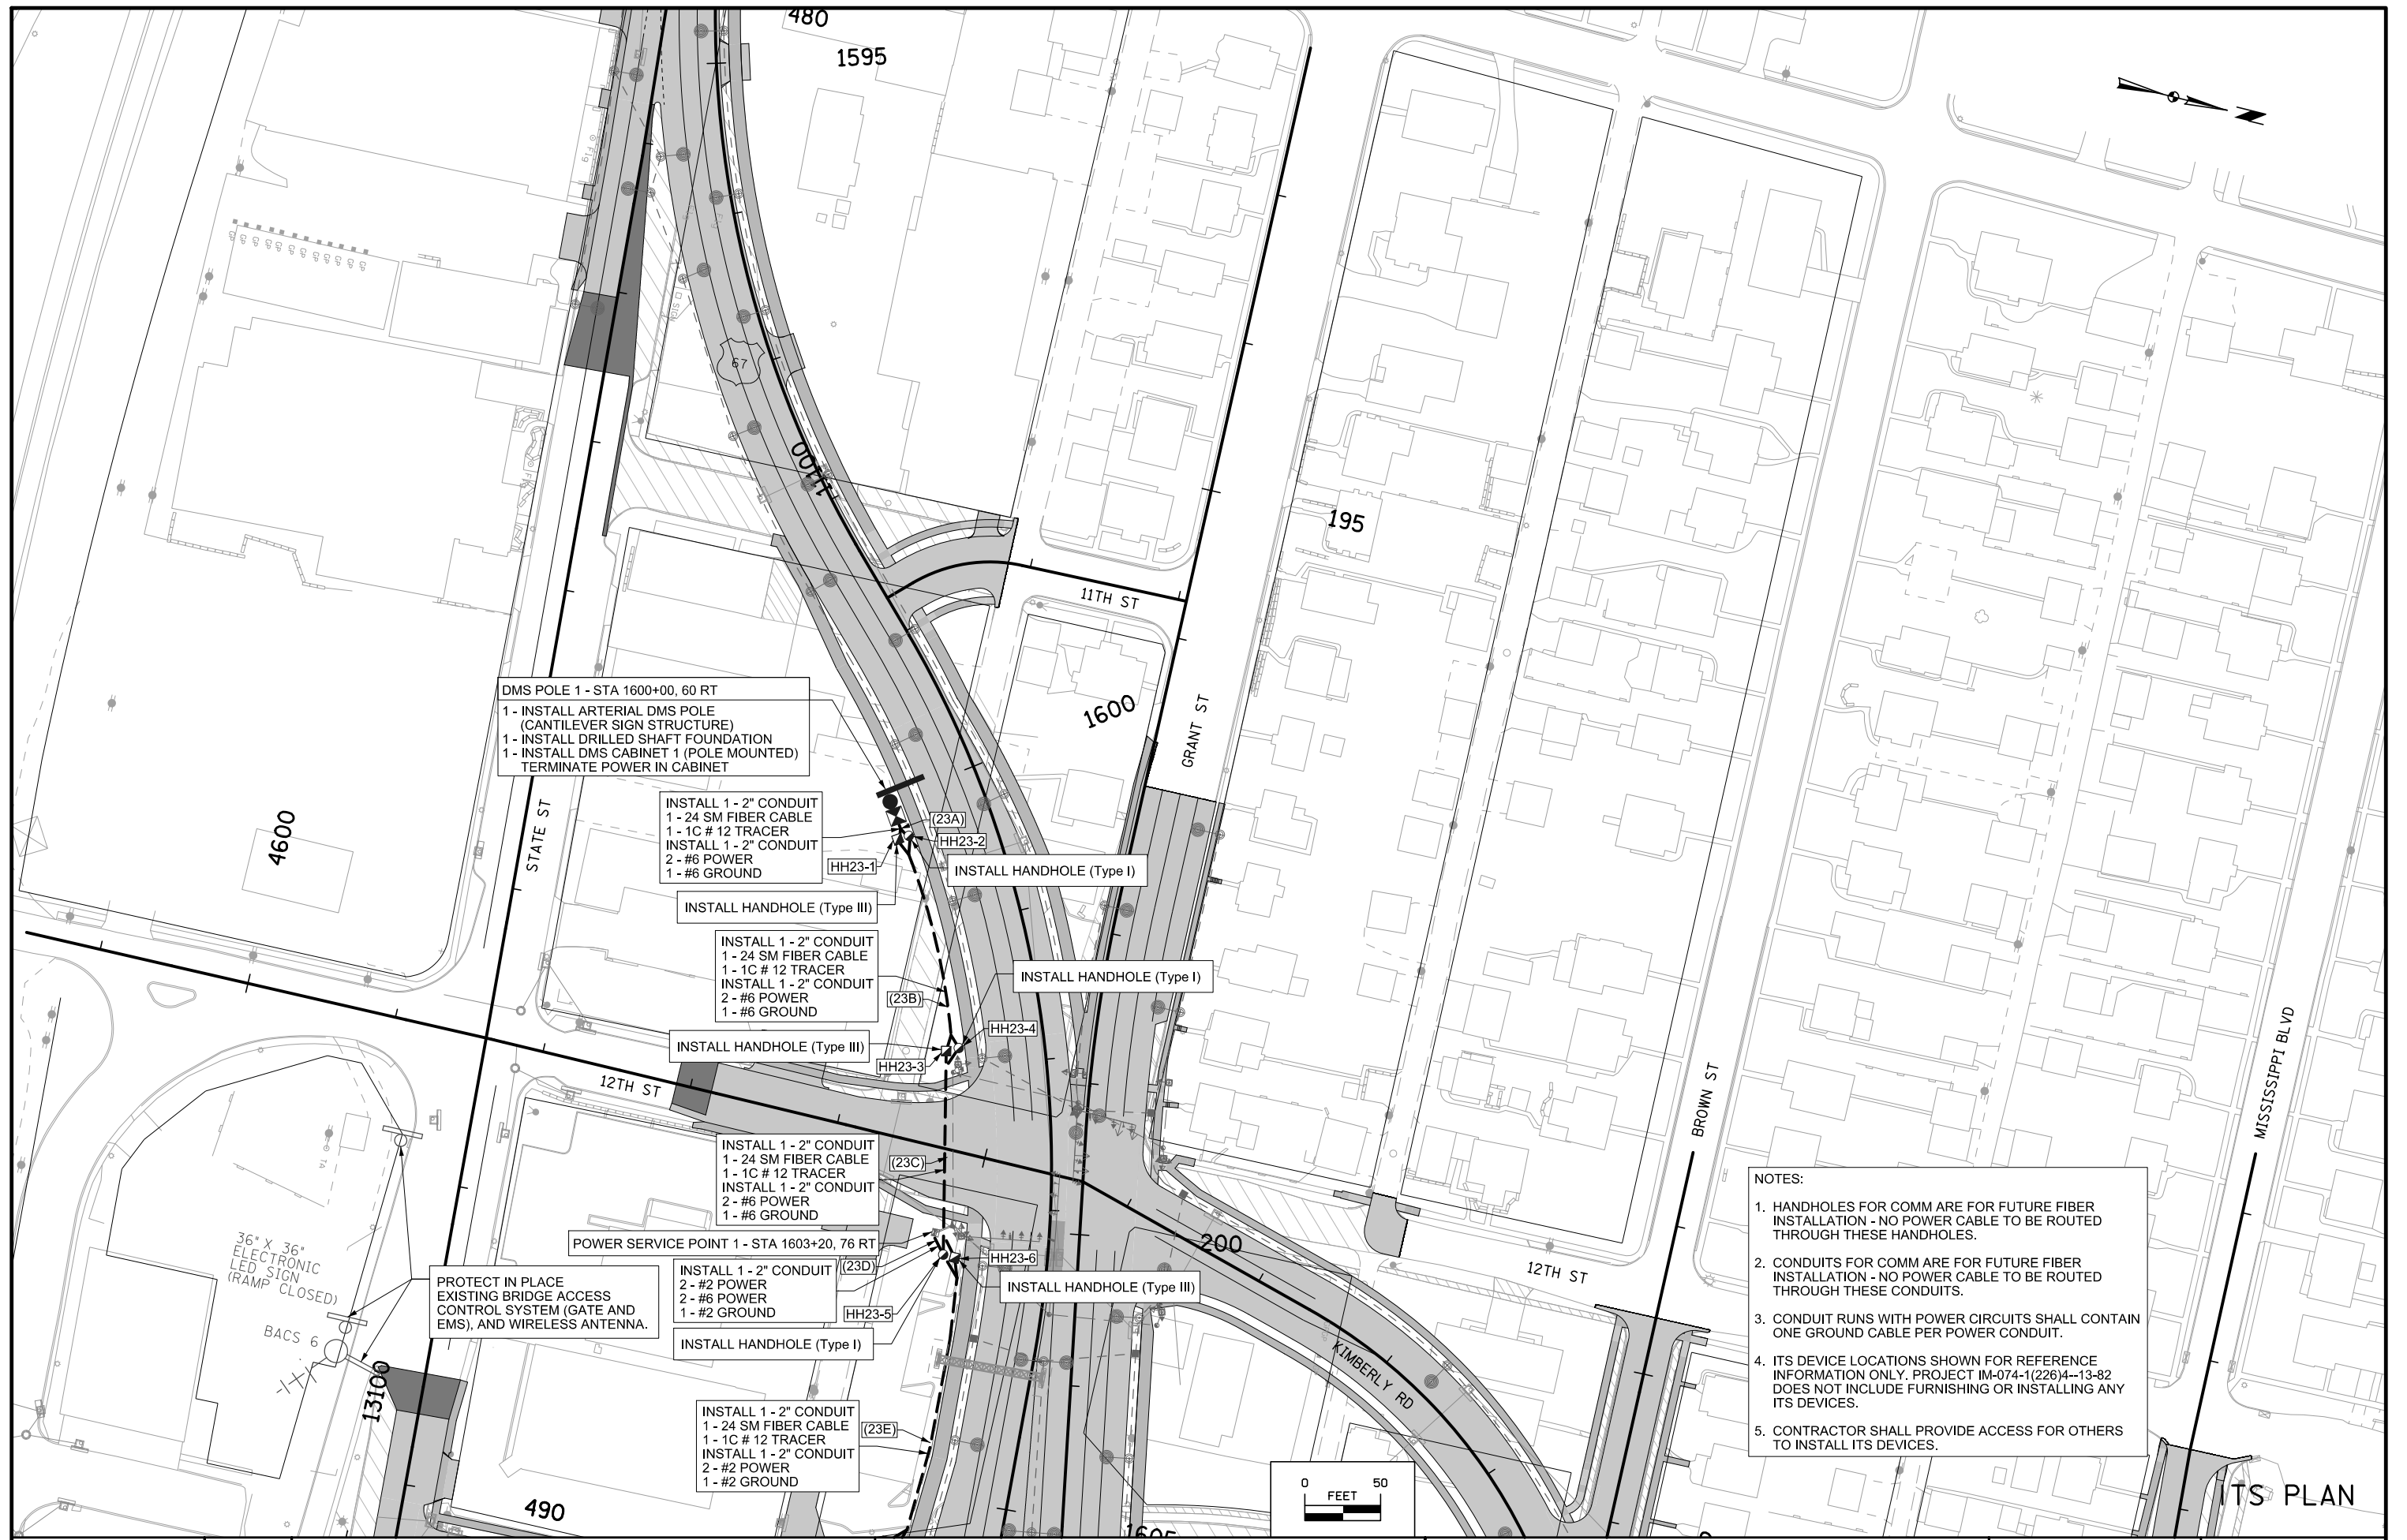 480
1595
67
SIGN
11100
195
11TH ST
1600
GRANT ST
DMS POLE 1 - STA 1600+00, 60 RT
1 - INSTALL ARTERIAL DMS POLE
(CANTILEVER SIGN STRUCTURE)
1 - INSTALL DRILLED SHAFT FOUNDATION
1 - INSTALL DMS CABINET 1 (POLE MOUNTED)
TERMINATE POWER IN CABINET
4600
STATE ST
INSTALL 1 - 2" CONDUIT
1 - 24 SM FIBER CABLE
1 - 1C # 12 TRACER
INSTALL 1 - 2" CONDUIT
2 - #6 POWER
1 - #6 GROUND
(23A)
HH23-2
HH23-1
INSTALL HANDHOLE (Type I)
INSTALL HANDHOLE (Type III)
INSTALL 1 - 2" CONDUIT
1 - 24 SM FIBER CABLE
1 - 1C # 12 TRACER
INSTALL 1 - 2" CONDUIT
2 - #6 POWER
1 - #6 GROUND
(23B)
INSTALL HANDHOLE (Type I)
HH23-4
INSTALL HANDHOLE (Type III)
HH23-3
12TH ST
INSTALL 1 - 2" CONDUIT
1 - 24 SM FIBER CABLE
1 - 1C # 12 TRACER
INSTALL 1 - 2" CONDUIT
2 - #6 POWER
1 - #6 GROUND
(23C)
POWER SERVICE POINT 1 - STA 1603+20, 76 RT
INSTALL 1 - 2" CONDUIT
2 - #2 POWER
2 - #6 POWER
1 - #2 GROUND
(23D)
HH23-6
INSTALL HANDHOLE (Type III)
HH23-5
INSTALL HANDHOLE (Type I)
36" X 36"
ELECTRONIC
LED SIGN
(RAMP CLOSED)
BACS 6
PROTECT IN PLACE
EXISTING BRIDGE ACCESS
CONTROL SYSTEM (GATE AND
EMS), AND WIRELESS ANTENNA.
13100
INSTALL 1 - 2" CONDUIT
1 - 24 SM FIBER CABLE
1 - 1C # 12 TRACER
INSTALL 1 - 2" CONDUIT
2 - #2 POWER
1 - #2 GROUND
(23E)
490
200
KIMBERLY RD
12TH ST
BROWN ST
MISSISSIPPI BLVD
0 50
FEET
1605
NOTES:
1. HANDHOLES FOR COMM ARE FOR FUTURE FIBER
INSTALLATION - NO POWER CABLE TO BE ROUTED
THROUGH THESE HANDHOLES.
2. CONDUITS FOR COMM ARE FOR FUTURE FIBER
INSTALLATION - NO POWER CABLE TO BE ROUTED
THROUGH THESE CONDUITS.
3. CONDUIT RUNS WITH POWER CIRCUITS SHALL CONTAIN
ONE GROUND CABLE PER POWER CONDUIT.
4. ITS DEVICE LOCATIONS SHOWN FOR REFERENCE
INFORMATION ONLY. PROJECT IM-074-1(226)4--13-82
DOES NOT INCLUDE FURNISHING OR INSTALLING ANY
ITS DEVICES.
5. CONTRACTOR SHALL PROVIDE ACCESS FOR OTHERS
TO INSTALL ITS DEVICES.
ITS PLAN